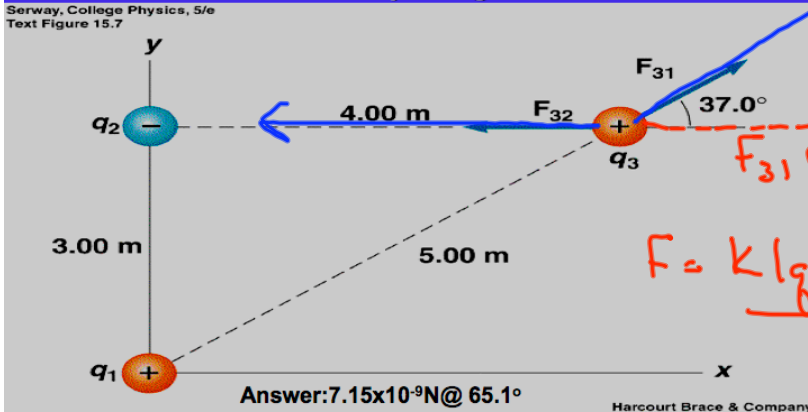 Serway, College Physics, 5/e
Text Figure 15.7
y
F31
37.0°
4.00 m
F32
q2
−
+
q3
F31
3.00 m
5.00 m
F = K|q
q1
+
x
Answer:7.15x10-9N@ 65.1°
Harcourt Brace & Company